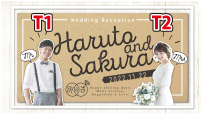 T1
T2
Wedding Reception
Haruto
and
Sakura
2022.11.22